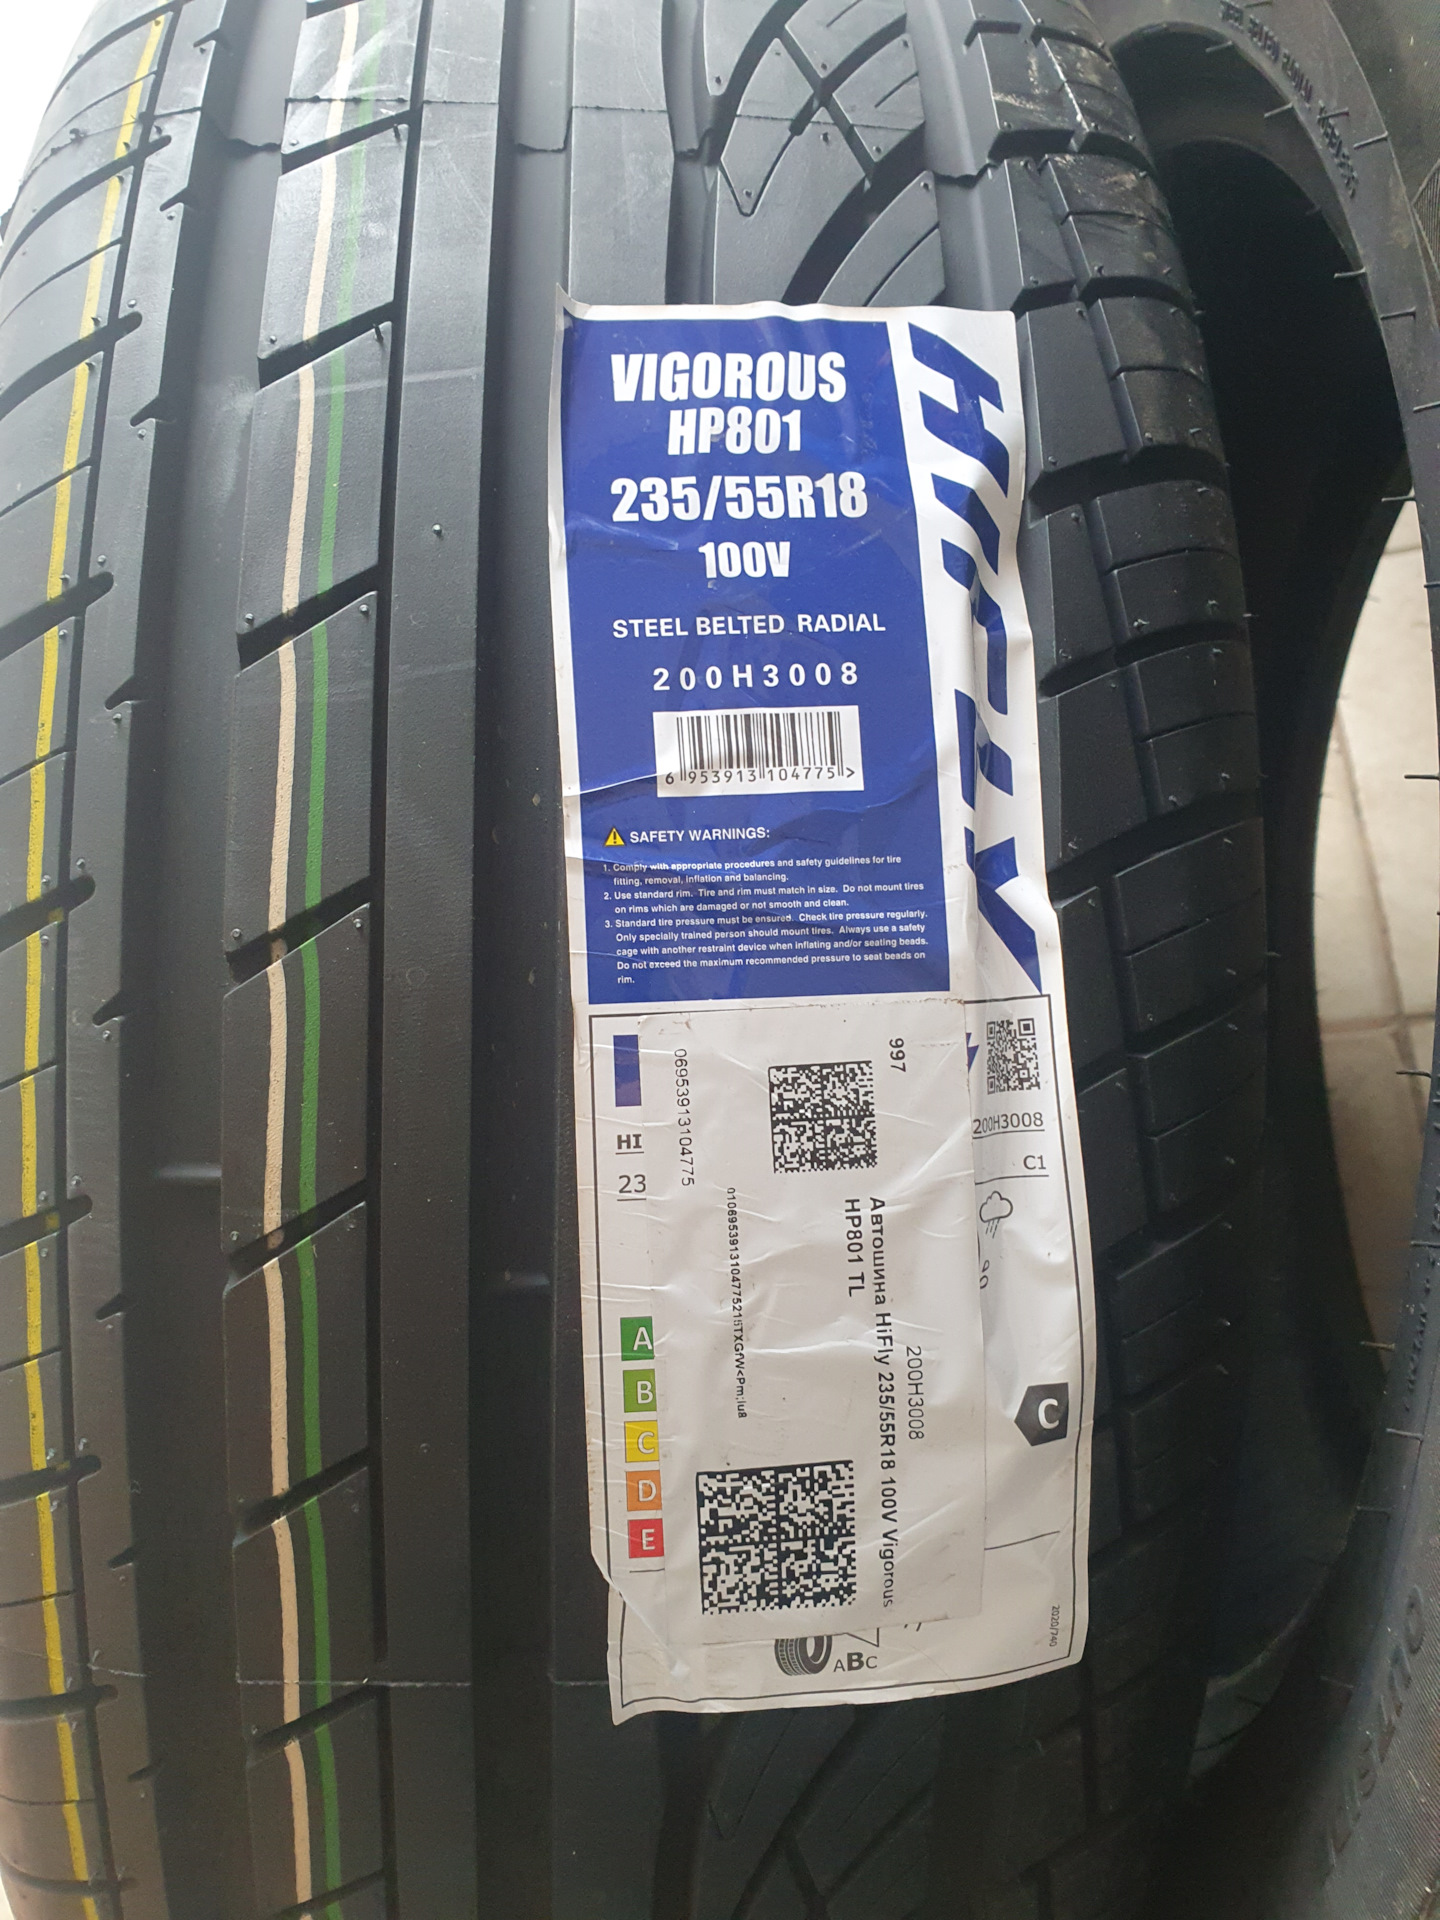 VIGOROUS
HP801
235/55R18
100V
STEEL BELTED RADIAL
200H3008
6 953913 104775 >
HIFLY
SAFETY WARNINGS:
1. Comply with appropriate procedures and safety guidelines for tire
fitting, removal, inflation and balancing.
2. Use standard rim. Tire and rim must match in size. Do not mount tires
on rims which are damaged or not smooth and clean.
3. Standard tire pressure must be ensured. Check tire pressure regularly.
Only specially trained person should mount tires. Always use a safety
cage with another restraint device when inflating and/or seating beads.
Do not exceed the maximum recommended pressure to seat beads on
rim.
HI
23
A
B
C
D
E
997
06953913104775
Автошина HiFly 235/55R18 100V Vigorous
HP801 TL
200H3008
200H3008
C1
C
ABC
2020/740